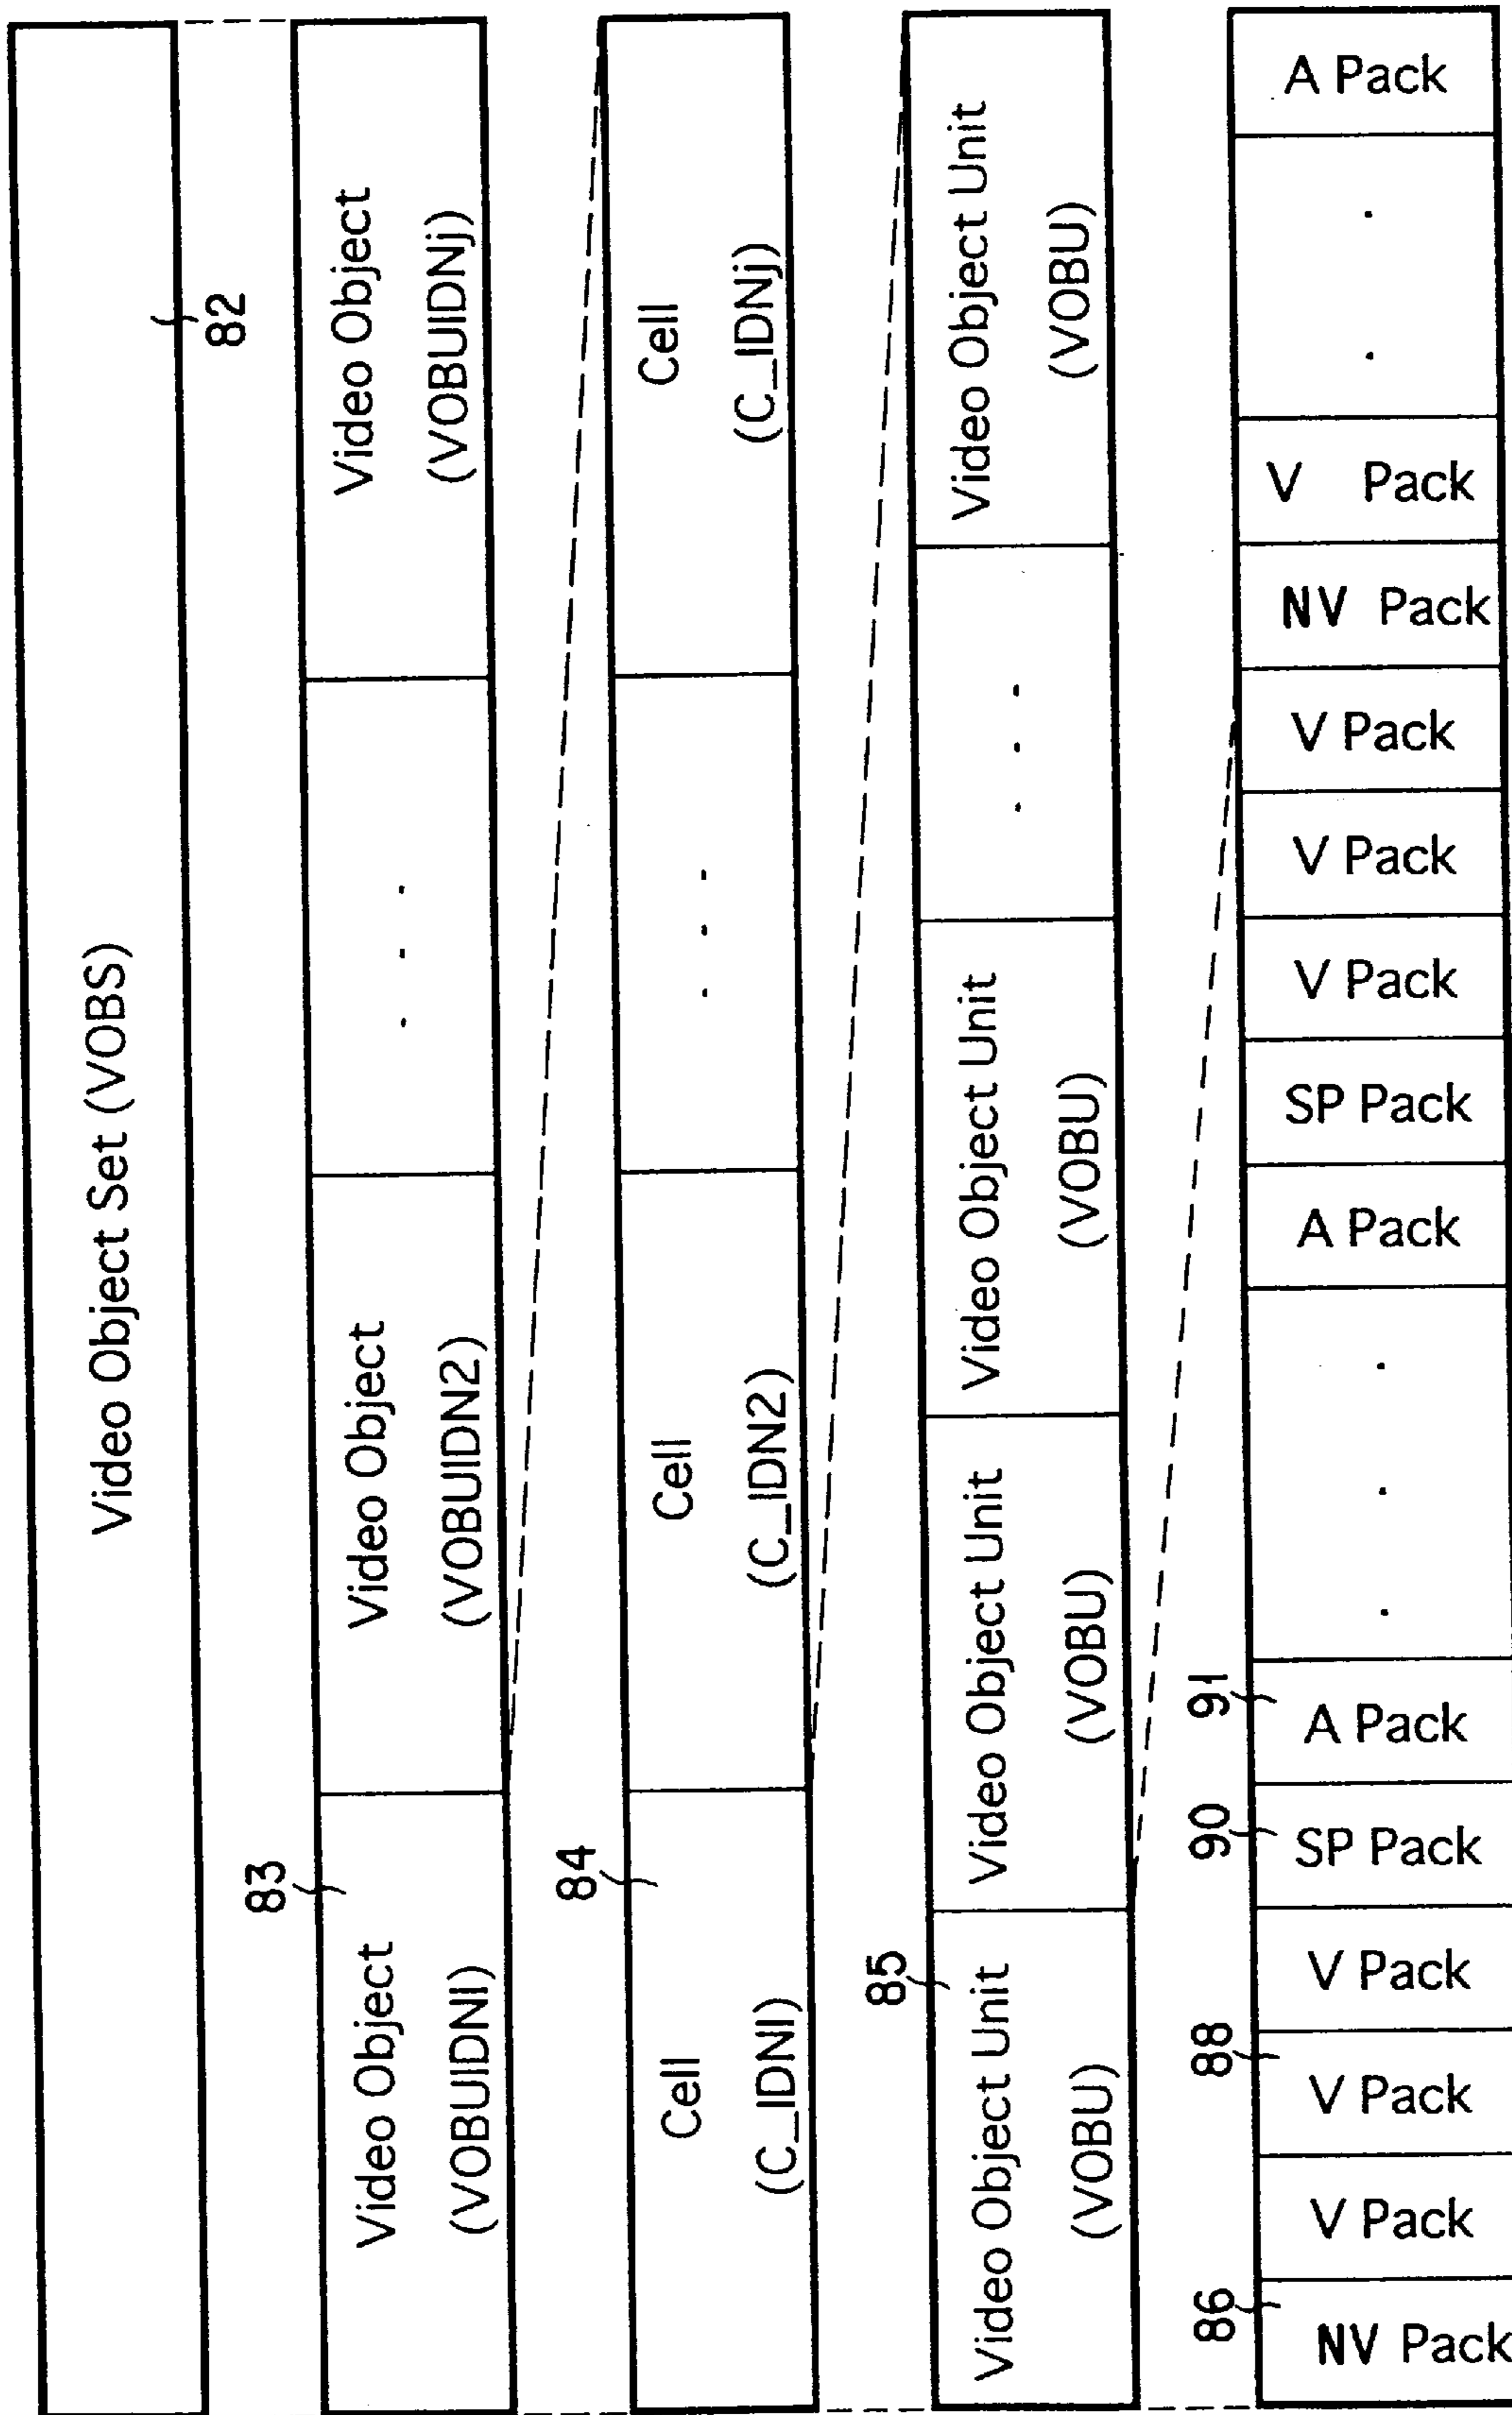 Video Object Set (VOBS)
82
83
Video Object
(VOBUIDN1)
Video Object
(VOBUIDN2)
. . .
Video Object
(VOBUIDNj)
84
Cell
(C_IDN1)
Cell
(C_IDN2)
. . .
Cell
(C_IDNj)
85
Video Object Unit
(VOBU)
Video Object Unit
(VOBU)
Video Object Unit
(VOBU)
. . .
Video Object Unit
(VOBU)
86
88
90
91
NV Pack
V Pack
V Pack
V Pack
SP Pack
A Pack
. . .
A Pack
SP Pack
V Pack
V Pack
V Pack
NV Pack
V Pack
. .
A Pack